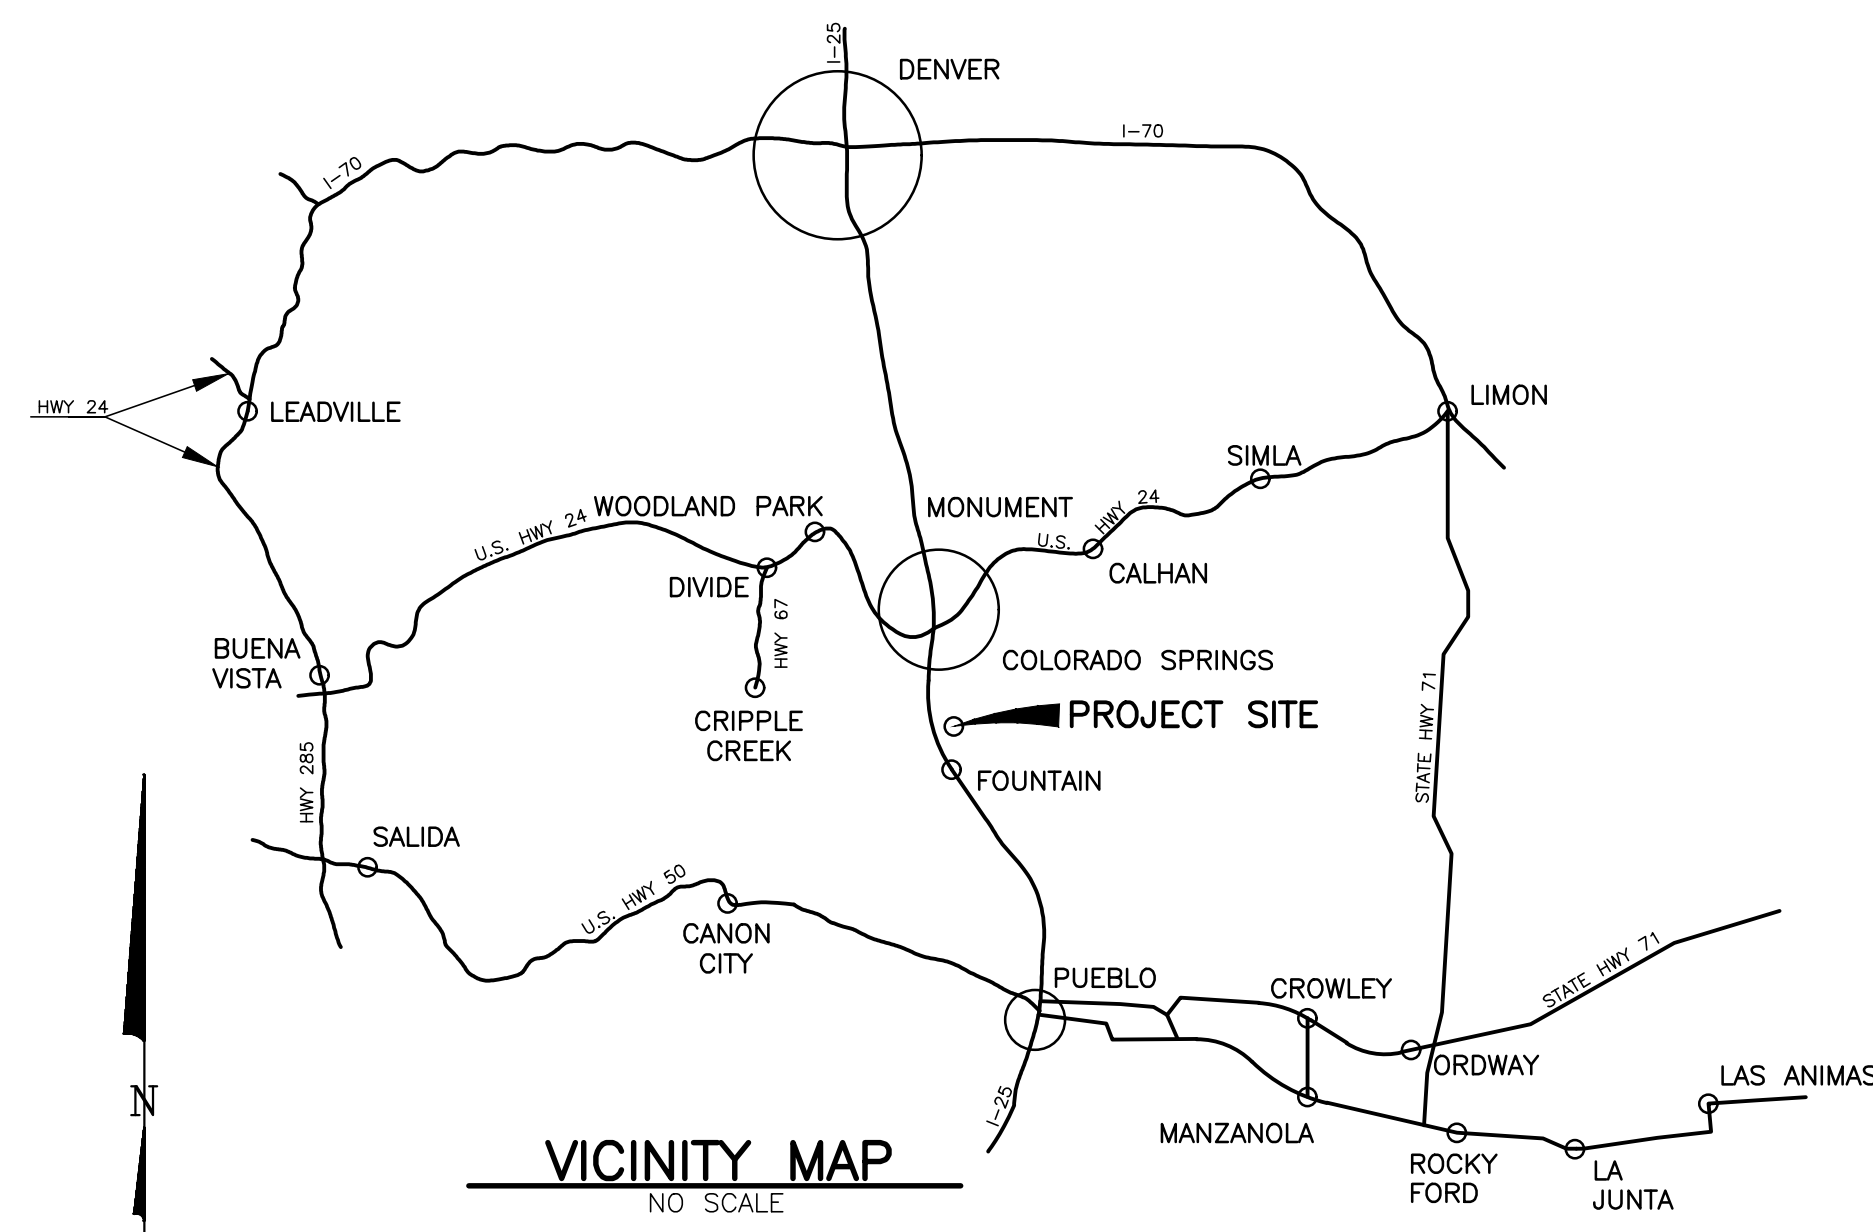 I-25
DENVER
I-70
I-70
HWY 24
LEADVILLE
LIMON
SIMLA
WOODLAND PARK
MONUMENT
U.S. HWY 24
U.S. HWY 24
CALHAN
DIVIDE
HWY 67
BUENA
VISTA
COLORADO SPRINGS
CRIPPLE
CREEK
PROJECT SITE
STATE HWY 71
HWY 285
FOUNTAIN
SALIDA
U.S. HWY 50
CANON
CITY
PUEBLO
CROWLEY
STATE HWY 71
ORDWAY
LAS ANIMAS
N
I-25
MANZANOLA
ROCKY
FORD
LA
JUNTA
VICINITY MAP
NO SCALE